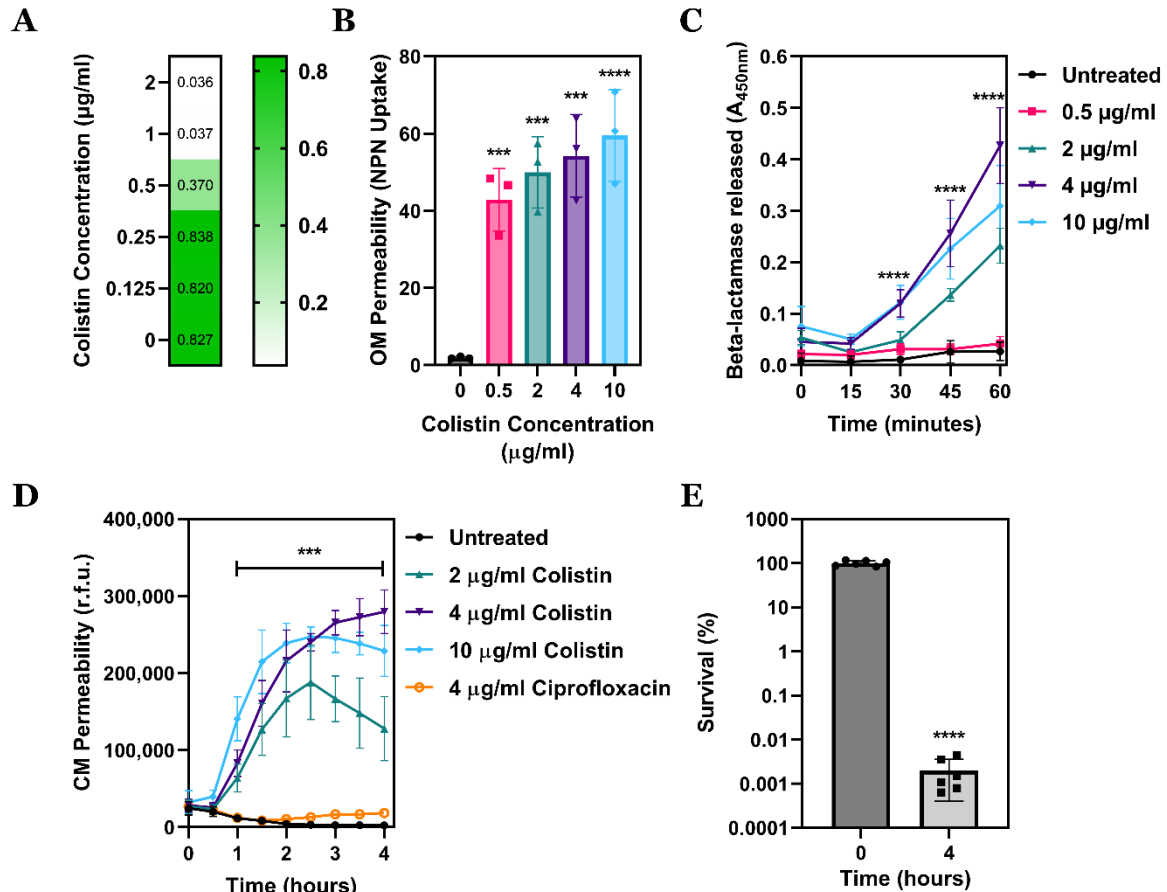 A
Colistin Concentration (µg/ml)
2
1
0.5
0.25
0.125
0
0.036
0.037
0.370
0.838
0.820
0.827
0.8
0.6
0.4
0.2
B
OM Permeability (NPN Uptake)
80
60
40
20
0
***
***
***
****
0 0.5 2 4 10
Colistin Concentration
(µg/ml)
C
Beta-lactamase released (A450nm)
0.6
0.5
0.4
0.3
0.2
0.1
0.0
****
****
****
0 15 30 45 60
Time (minutes)
Untreated
0.5 µg/ml
2 µg/ml
4 µg/ml
10 µg/ml
D
CM Permeability (r.f.u.)
400,000
300,000
200,000
100,000
0
***
0 1 2 3 4
Time (hours)
Untreated
2 µg/ml Colistin
4 µg/ml Colistin
10 µg/ml Colistin
4 µg/ml Ciprofloxacin
E
Survival (%)
1000
100
10
1
0.1
0.01
0.001
0.0001
****
0 4
Time (hours)